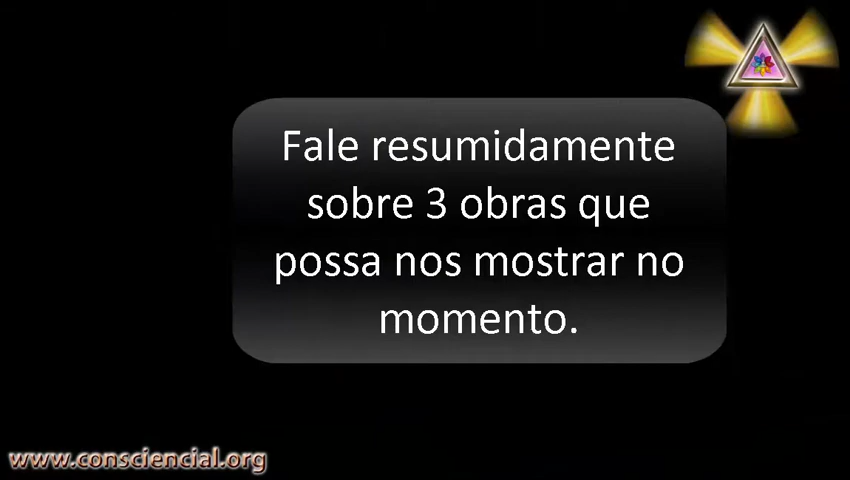 Fale resumidamente
sobre 3 obras que
possa nos mostrar no
momento.
www.consciencial.org